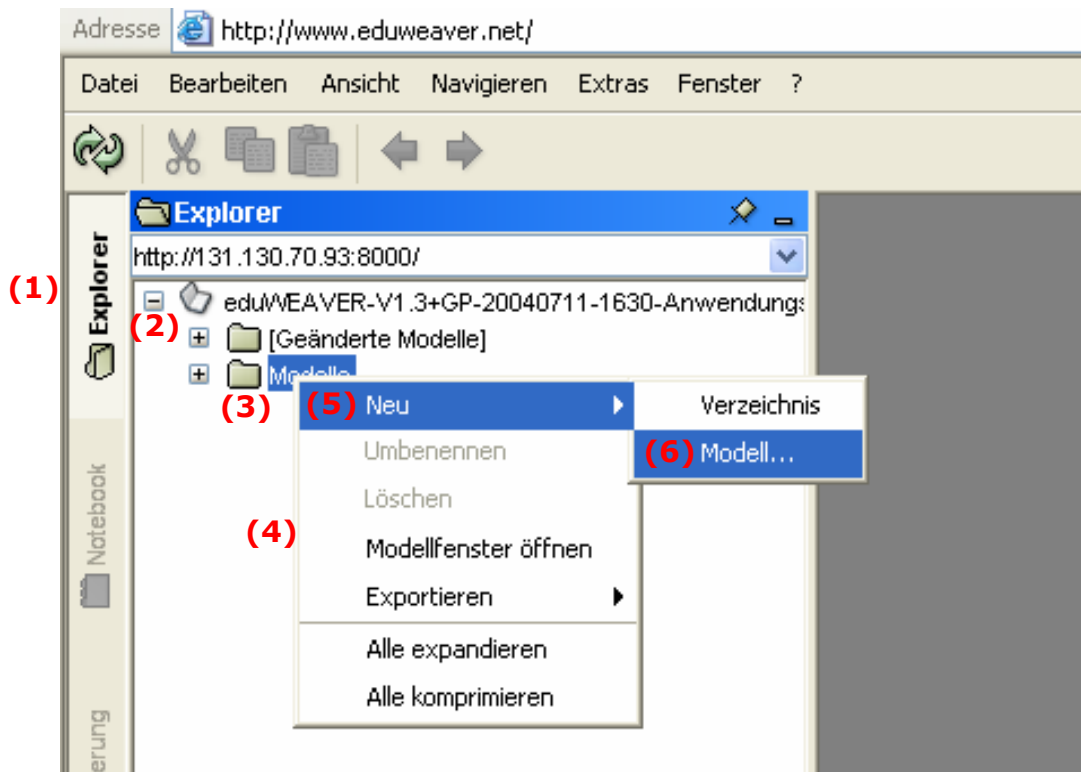 Adresse http://www.eduweaver.net/
Datei Bearbeiten Ansicht Navigieren Extras Fenster ?
Explorer
http://131.130.70.93:8000/
(1) Explorer
eduWEAVER-V1.3+GP-20040711-1630-Anwendungs
(2) [Geänderte Modelle]
Modelle
(3)
(5) Neu
Verzeichnis
Umbenennen
(6) Modell...
Löschen
(4)
Modellfenster öffnen
Exportieren
Alle expandieren
Alle komprimieren
Notebook
erung